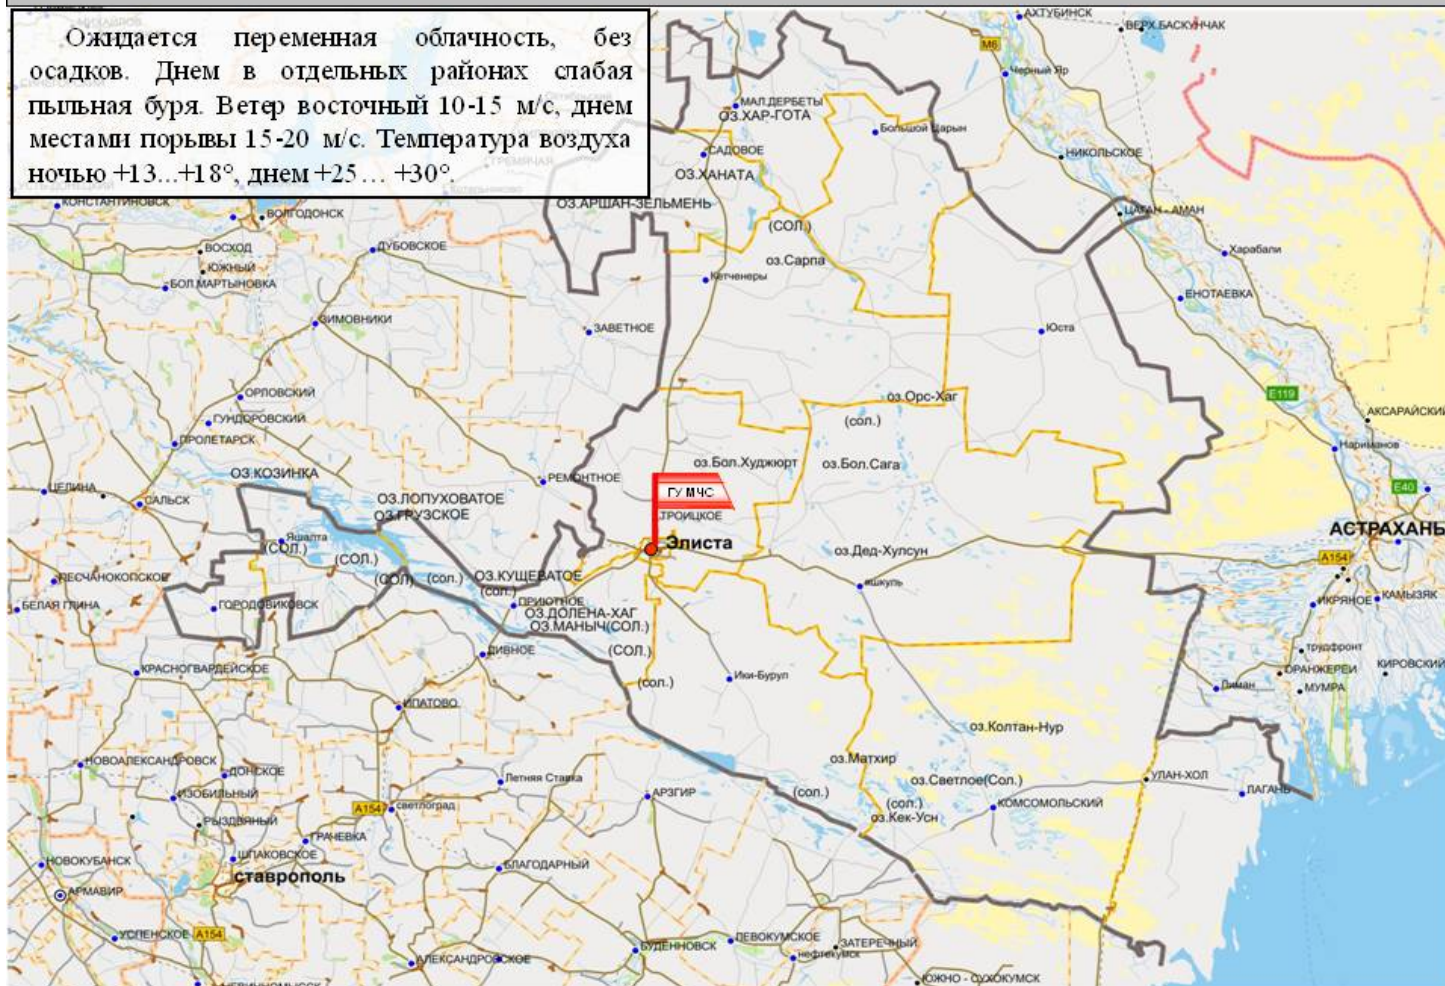 Ожидается переменная облачность, без
осадков. Днем в отдельных районах слабая
пыльная буря. Ветер восточный 10-15 м/с, днем
местами порывы 15-20 м/с. Температура воздуха
ночью +13...+18°, днем +25… +30°.
АХТУБИНСК
ВЕРХ.БАСКУНЧАК
М6
Черный Яр
МАЛ.ДЕРБЕТЫ
ОЗ.ХАР-ГОТА
Большой Царын
САДОВОЕ
НИКОЛЬСКОЕ
ОЗ.ХАНАТА
КОНСТАНТИНОВСК
ВОЛГОДОНСК
ОЗ.АРШАН-ЗЕЛЬМЕНЬ
ЦАГАН - АМАН
(СОЛ.)
ВОСХОД
ДУБОВСКОЕ
Харабали
ЮЖНЫЙ
оз.Сарпа
БОЛ.МАРТЫНОВКА
Кетченеры
ЕНОТАЕВКА
ЗИМОВНИКИ
ЗАВЕТНОЕ
Юста
ОРЛОВСКИЙ
оз.Орс-Хаг
Е119
ГУНДОРОВСКИЙ
(сол.)
АКСАРАЙСКИЙ
ПРОЛЕТАРСК
Нариманов
ОЗ.КОЗИНКА
оз.Бол.Худжюрт
оз.Бол.Сага
РЕМОНТНОЕ
ЦЕЛИНА
САЛЬСК
ОЗ.ЛОПУХОВАТОЕ
ГУ МЧС
Е40
ОЗ.ГРУЗСКОЕ
ТРОИЦКОЕ
АСТРАХАНЬ
Яшалта
(СОЛ.)
Элиста
оз.Дед-Хулсун
А154
(СОЛ.)
(СОЛ)
(сол.)
ОЗ.КУЩЕВАТОЕ
ПЕСЧАНОКОПСКОЕ
(сол.)
яшкуль
БЕЛАЯ ГЛИНА
ГОРОДОВИКОВСК
ПРИЮТНОЕ
ИКРЯНОЕ
КАМЫЗЯК
ОЗ.ДОЛЕНА-ХАГ
ОЗ.МАНЫЧ(СОЛ.)
ДИВНОЕ
(СОЛ.)
трудфронт
КРАСНОГВАРДЕЙСКОЕ
(сол.)
Ики-Бурул
ОРАНЖЕРЕИ
КИРОВСКИЙ
Лиман
МУМРА
ИПАТОВО
оз.Колтан-Нур
НОВОАЛЕКСАНДРОВСК
ДОНСКОЕ
Летняя Ставка
оз.Матхир
оз.Светлое(Сол.)
УЛАН-ХОЛ
ИЗОБИЛЬНЫЙ
А154
светлоград
АРЗГИР
(сол.)
(сол.)
КОМСОМОЛЬСКИЙ
ЛАГАНЬ
РЫЗДВЯНЫЙ
оз.Кек-Усн
ГРАЧЕВКА
НОВОКУБАНСК
ШПАКОВСКОЕ
БЛАГОДАРНЫЙ
ставрополь
АРМАВИР
УСПЕНСКОЕ
А154
БУДЕННОВСК
ЛЕВОКУМСКОЕ
ЗАТЕРЕЧНЫЙ
АЛЕКСАНДРОВСКОЕ
нефтекумск
ЮЖНО - СУХОКУМСК